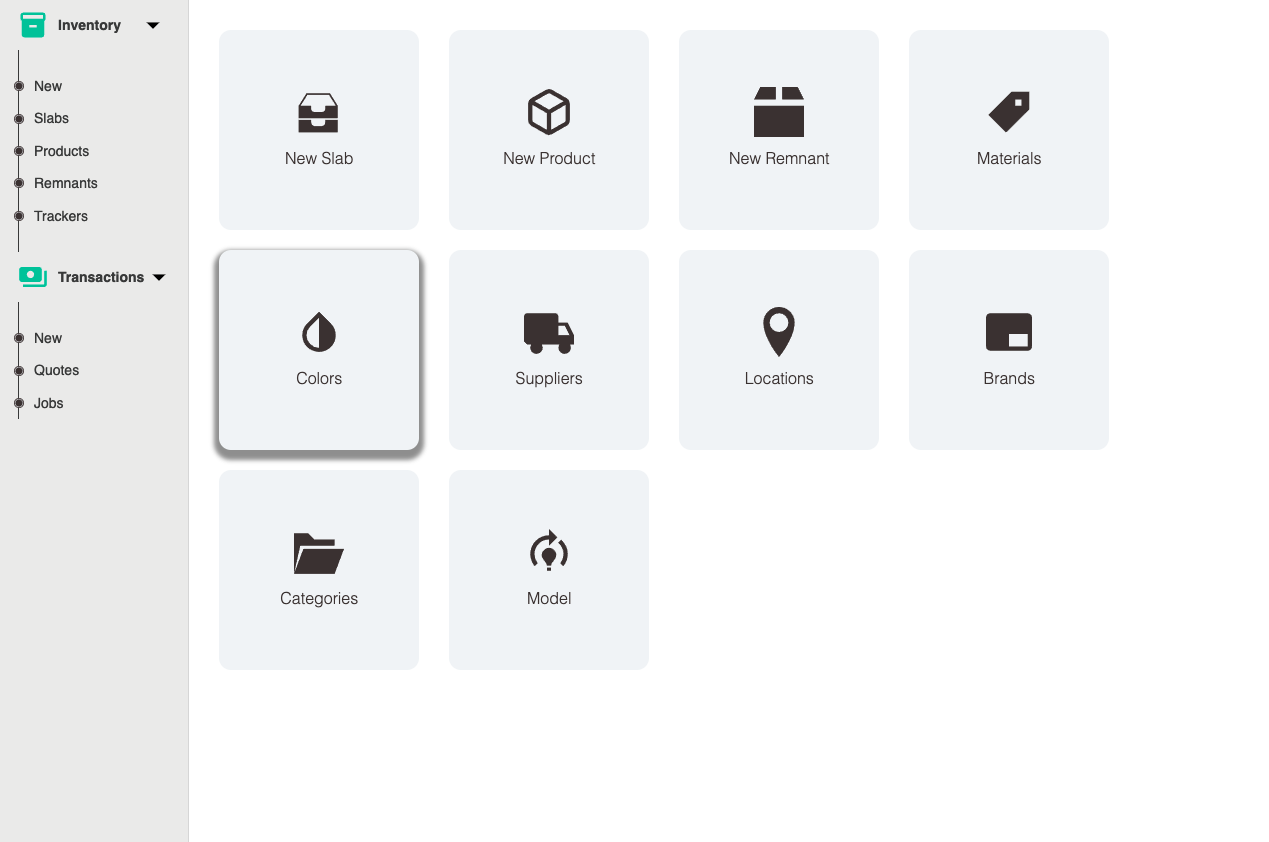 Inventory
New
Slabs
Products
Remnants
Trackers
Transactions
New
Quotes
Jobs
New Slab
New Product
New Remnant
Materials
Colors
Suppliers
Locations
Brands
Categories
Model